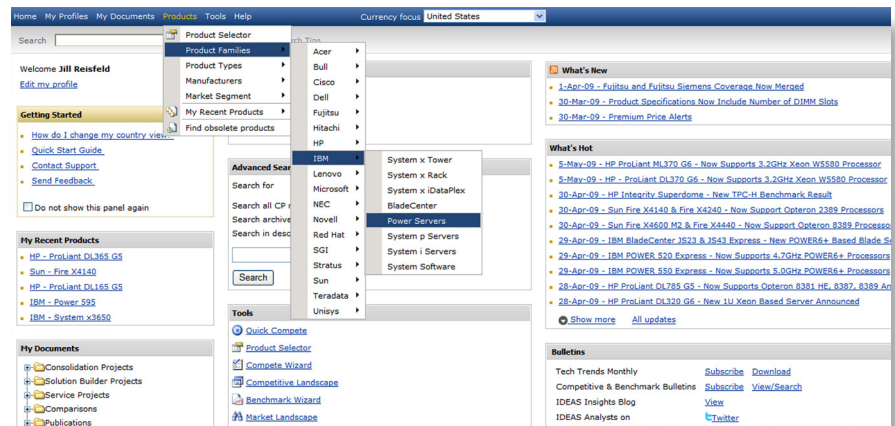 Home My Profiles My Documents Products Tools Help Currency focus United States
Search
Tips
Product Selector
Product Families
Product Types
Manufacturers
Market Segment
My Recent Products
Find obsolete products
Acer
Bull
Cisco
Dell
Fujitsu
Hitachi
HP
IBM
Lenovo
Microsoft
NEC
Novell
Red Hat
SGI
Stratus
Sun
Teradata
Unisys
System x Tower
System x Rack
System x iDataPlex
BladeCenter
Power Servers
System p Servers
System i Servers
System Software
Welcome Jill Reisfeld
Edit my profile
Getting Started
How do I change my country view?
Quick Start Guide
Contact Support
Send Feedback
Do not show this panel again
My Recent Products
HP - ProLiant DL365 G5
Sun - Fire X4140
HP - ProLiant DL165 G5
IBM - Power 595
IBM - System x3650
My Documents
Consolidation Projects
Solution Builder Projects
Service Projects
Comparisons
Publications
Advanced Sear
Search for
Search all CP
Search archive
Search in desc
Search
Tools
Quick Compete
Product Selector
Compete Wizard
Competitive Landscape
Benchmark Wizard
Market Landscape
What's New
1-Apr-09 - Fujitsu and Fujitsu Siemens Coverage Now Merged
30-Mar-09 - Product Specifications Now Include Number of DIMM Slots
30-Mar-09 - Premium Price Alerts
What's Hot
5-May-09 - HP ProLiant ML370 G6 - Now Supports 3.2GHz Xeon W5580 Processor
5-May-09 - HP ProLiant DL370 G6 - Now Supports 3.2GHz Xeon W5580 Processor
30-Apr-09 - HP Integrity Superdome - New TPC-H Benchmark Result
30-Apr-09 - Sun Fire X4140 & Fire X4240 - Now Support Opteron 2389 Processors
30-Apr-09 - Sun Fire X4600 M2 & Fire X4440 - Now Support Opteron 8389 Processors
29-Apr-09 - IBM BladeCenter JS23 & JS43 Express - New POWER6+ Based Blade Se
29-Apr-09 - IBM POWER 520 Express - Now Supports 4.7GHz POWER6+ Processors
29-Apr-09 - IBM POWER 550 Express - Now Supports 5.0GHz POWER6+ Processors
28-Apr-09 - HP ProLiant DL785 G5 - Now Supports Opteron 8381 HE, 8387, 8389 An
28-Apr-09 - HP ProLiant DL320 G6 - New 1U Xeon Based Server Announced
Show more All updates
Bulletins
Tech Trends Monthly Subscribe Download
Competitive & Benchmark Bulletins Subscribe View/Search
IDEAS Insights Blog View
IDEAS Analysts on Twitter